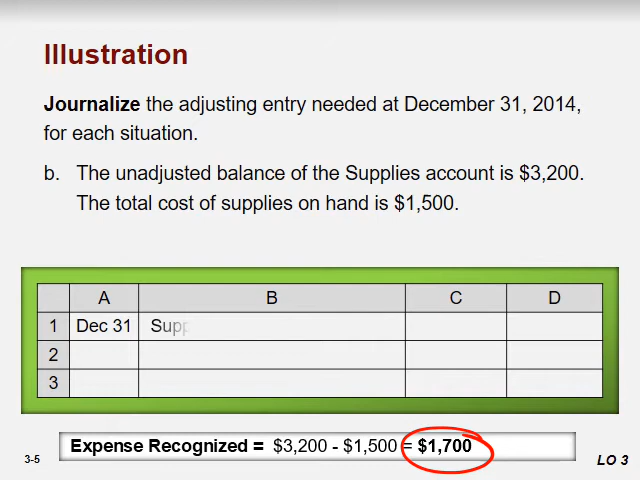 Illustration
Journalize the adjusting entry needed at December 31, 2014,
for each situation.
b. The unadjusted balance of the Supplies account is $3,200.
The total cost of supplies on hand is $1,500.
A B C D
1 Dec 31 Supp
2
3
Expense Recognized = $3,200 - $1,500 = $1,700
3-5
LO 3